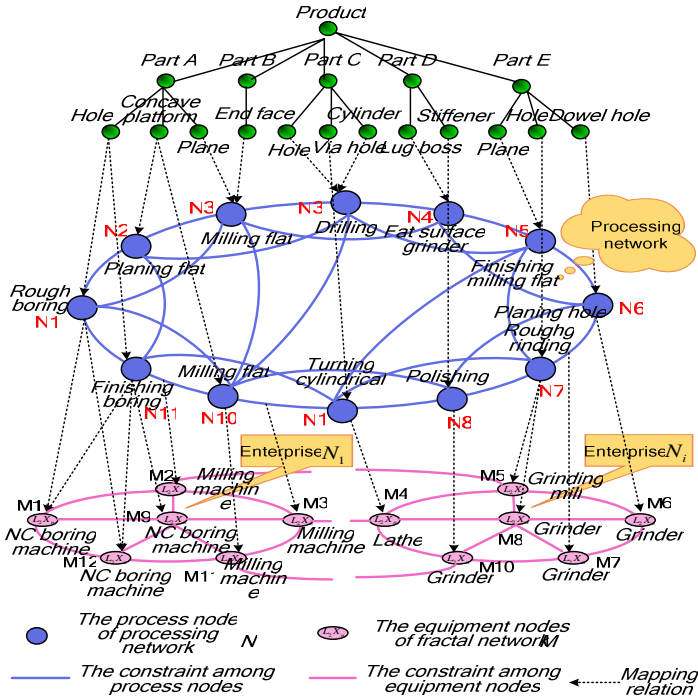 Product
Part A
Part B
Part C
Part D
Part E
Hole
Concave
platform
Plane
End face
Hole
Via hole
Cylinder
Lug boss
Stiffener
Plane
Hole
Dowel hole
N3
N3
N4
N5
N2
Milling flat
Drilling
Fat surface
grinder
Planing flat
Finishing
milling flat
Processing
network
Rough
boring
N1
Planing hole
N6
Roughg
rinding
Finishing
boring
N11
Milling flat
N10
Turning
cylindrical
N1
Polishing
N8
N7
Enterprise N1
Enterprise Ni
M2
Milling
machin
e
M5
Grinding
mill
M1
NC boring
machine
M9
NC boring
machine
M3
Milling
machine
M4
Lathe
M8
Grinder
M6
Grinder
M12
NC boring
machine
M11
Milling
machin
e
Grinder
M10
M7
Grinder
The process node
of processing
network N
The equipment nodes
of fractal network M
The constraint among
process nodes
The constraint among
equipment nodes
Mapping
relation